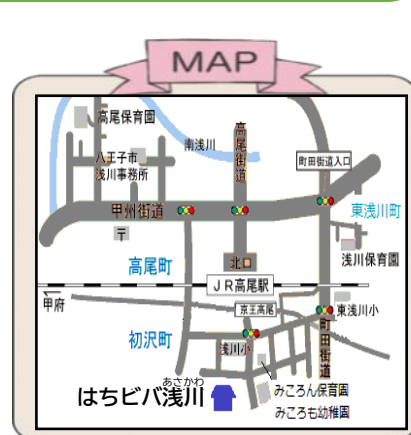 MAP
高尾保育園
南浅川
高尾街道
町田街道入口
八王子市
浅川事務所
甲州街道
東浅川町
〒
高尾町
北口
浅川保育園
JR高尾駅
甲府
京王高尾
東浅川小
初沢町
浅川小
町田街道
あさかわ
はちビバ浅川
みころん保育園
みころも幼稚園